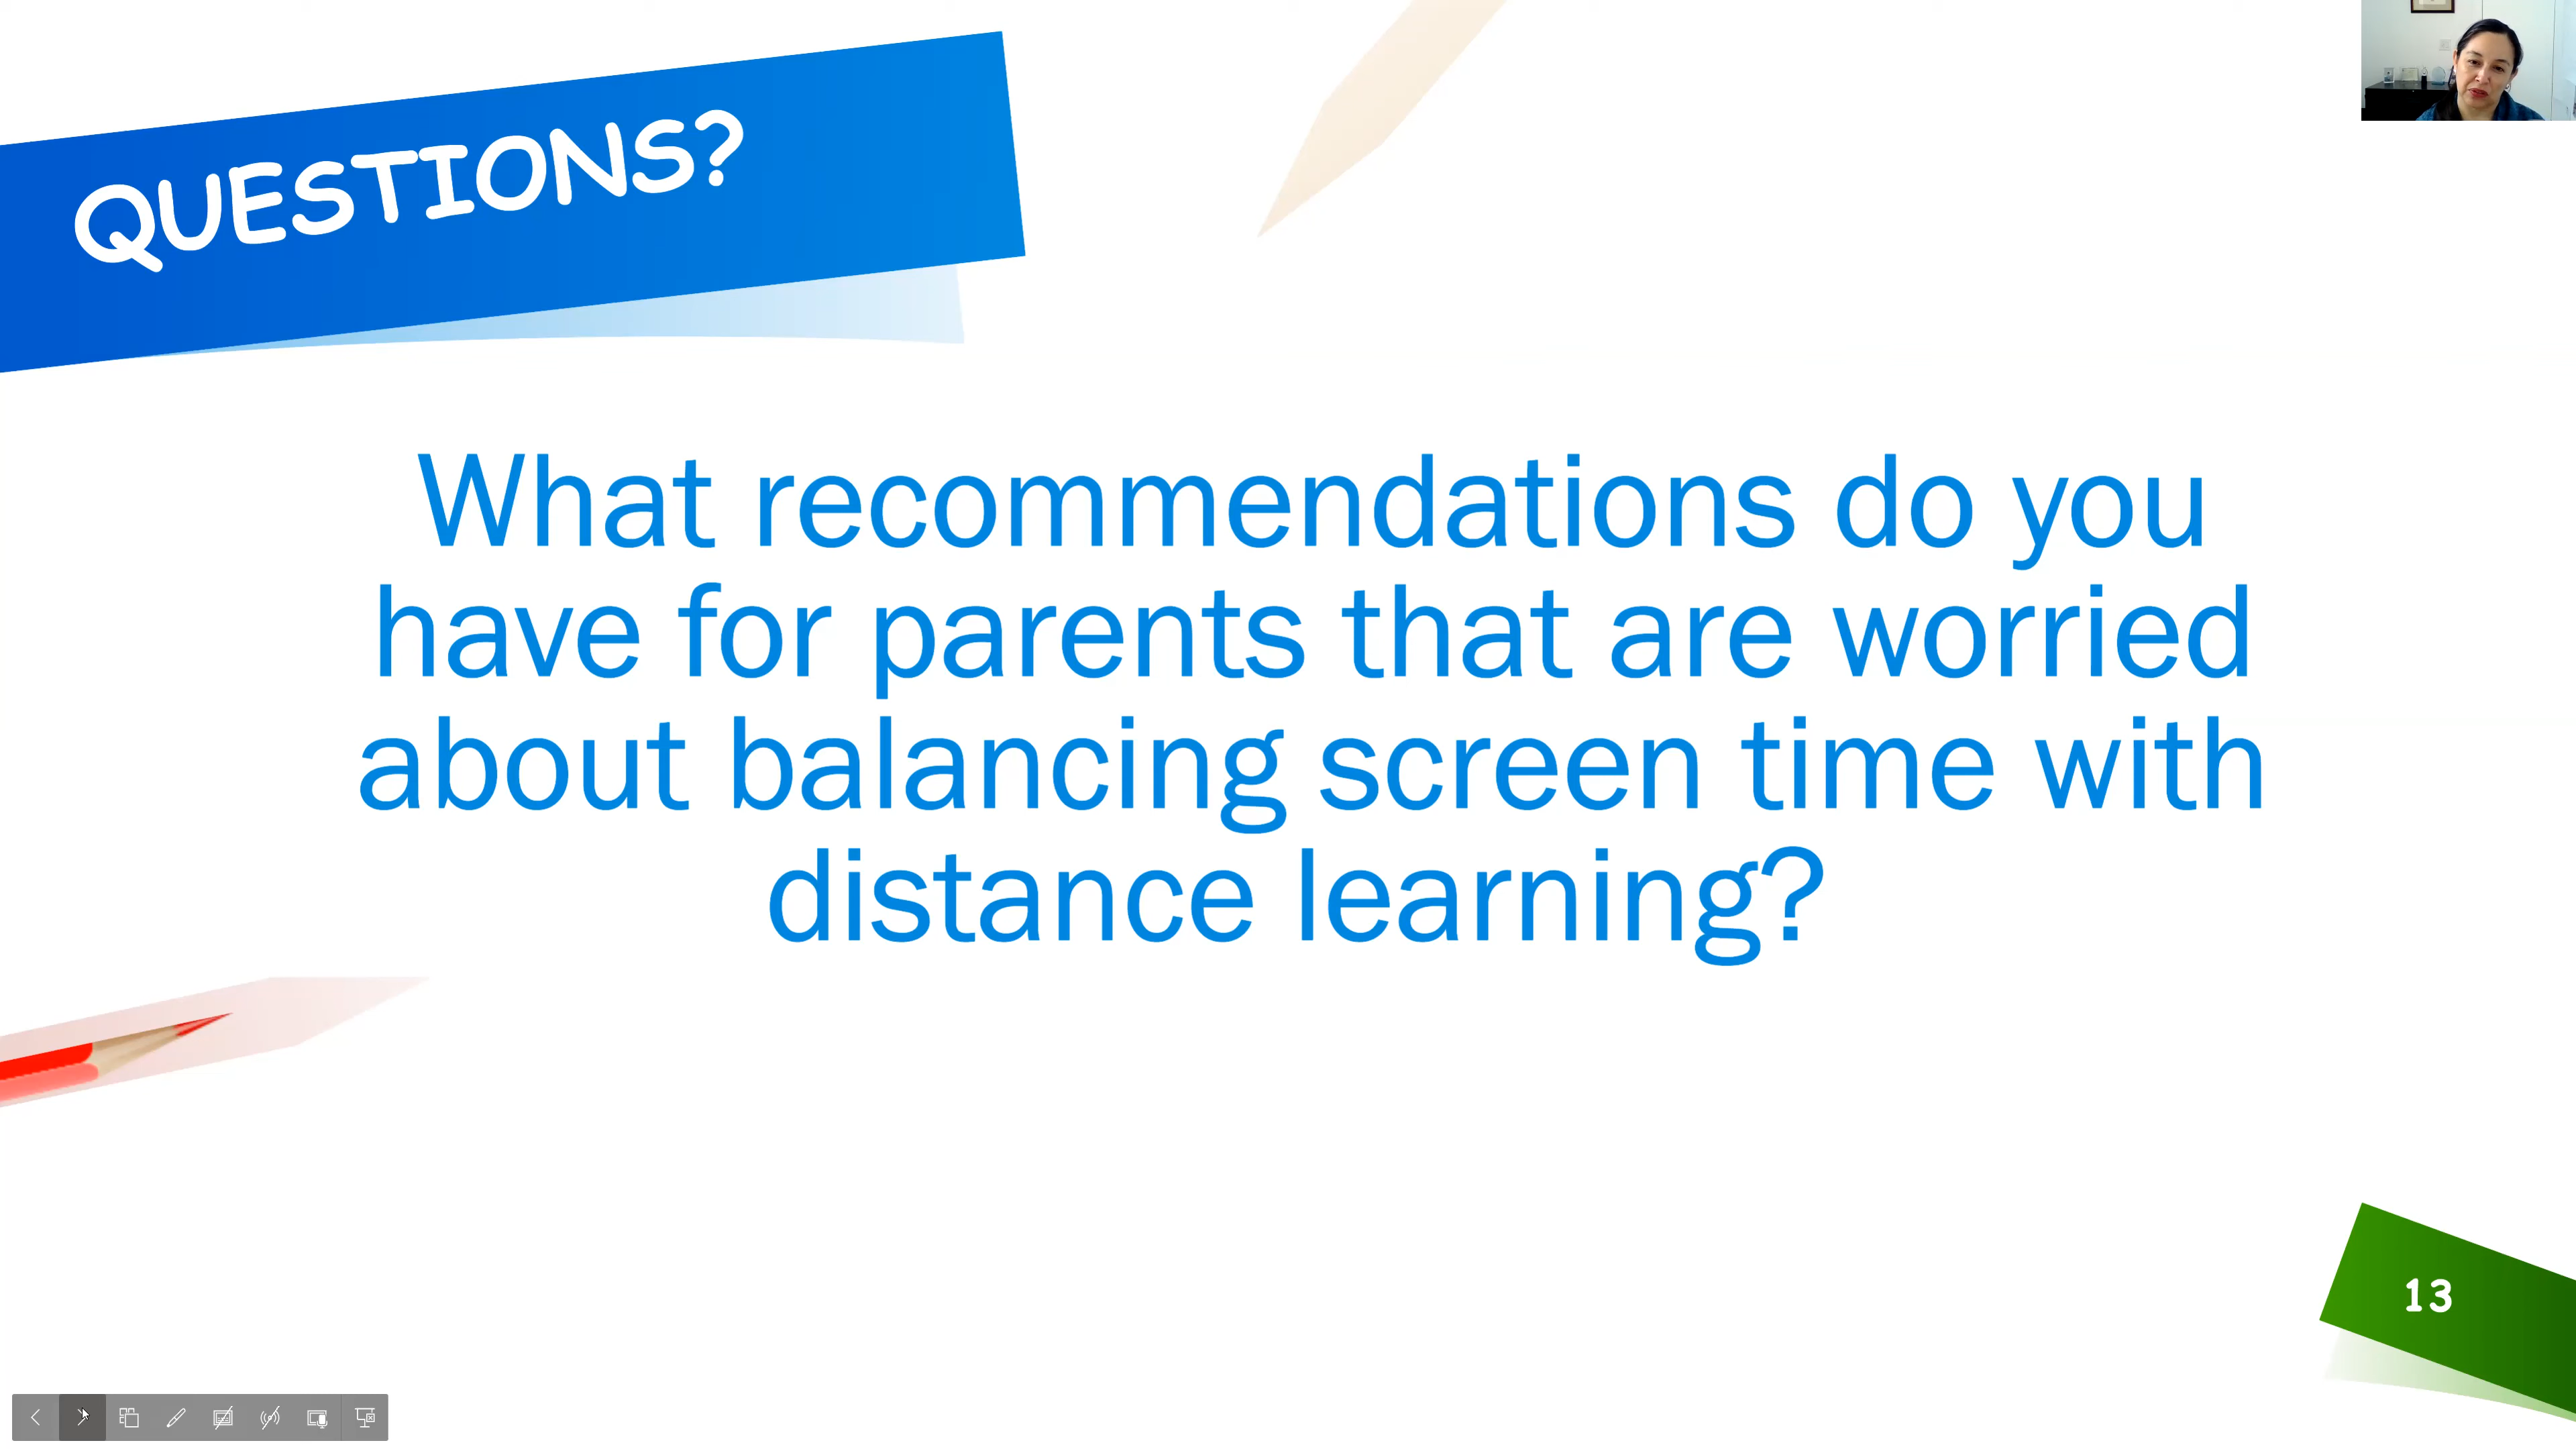 QUESTIONS?
What recommendations do you
have for parents that are worried
about balancing screen time with
distance learning?
13